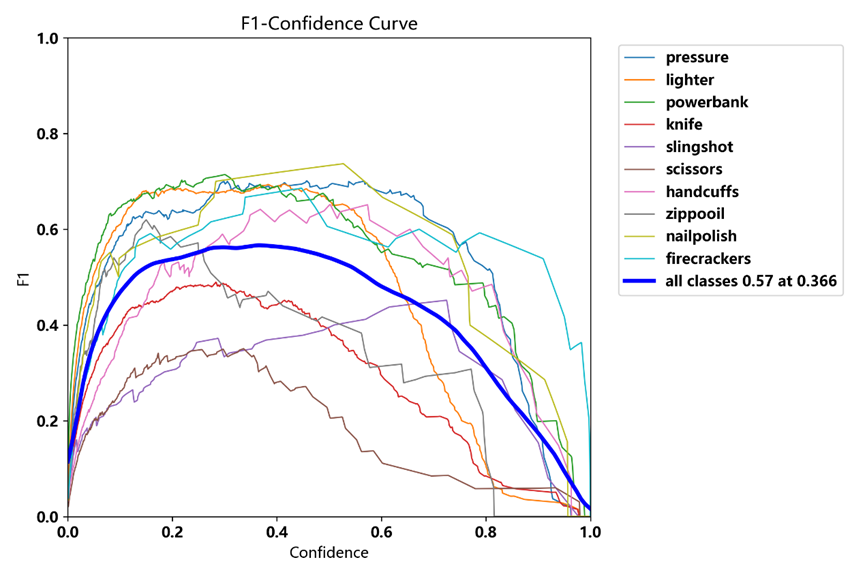 F1-Confidence Curve
1.0
0.8
0.6
0.4
0.2
0.0
F1
0.0 0.2 0.4 0.6 0.8 1.0
Confidence
pressure
lighter
powerbank
knife
slingshot
scissors
handcuffs
zippooil
nailpolish
firecrackers
all classes 0.57 at 0.366